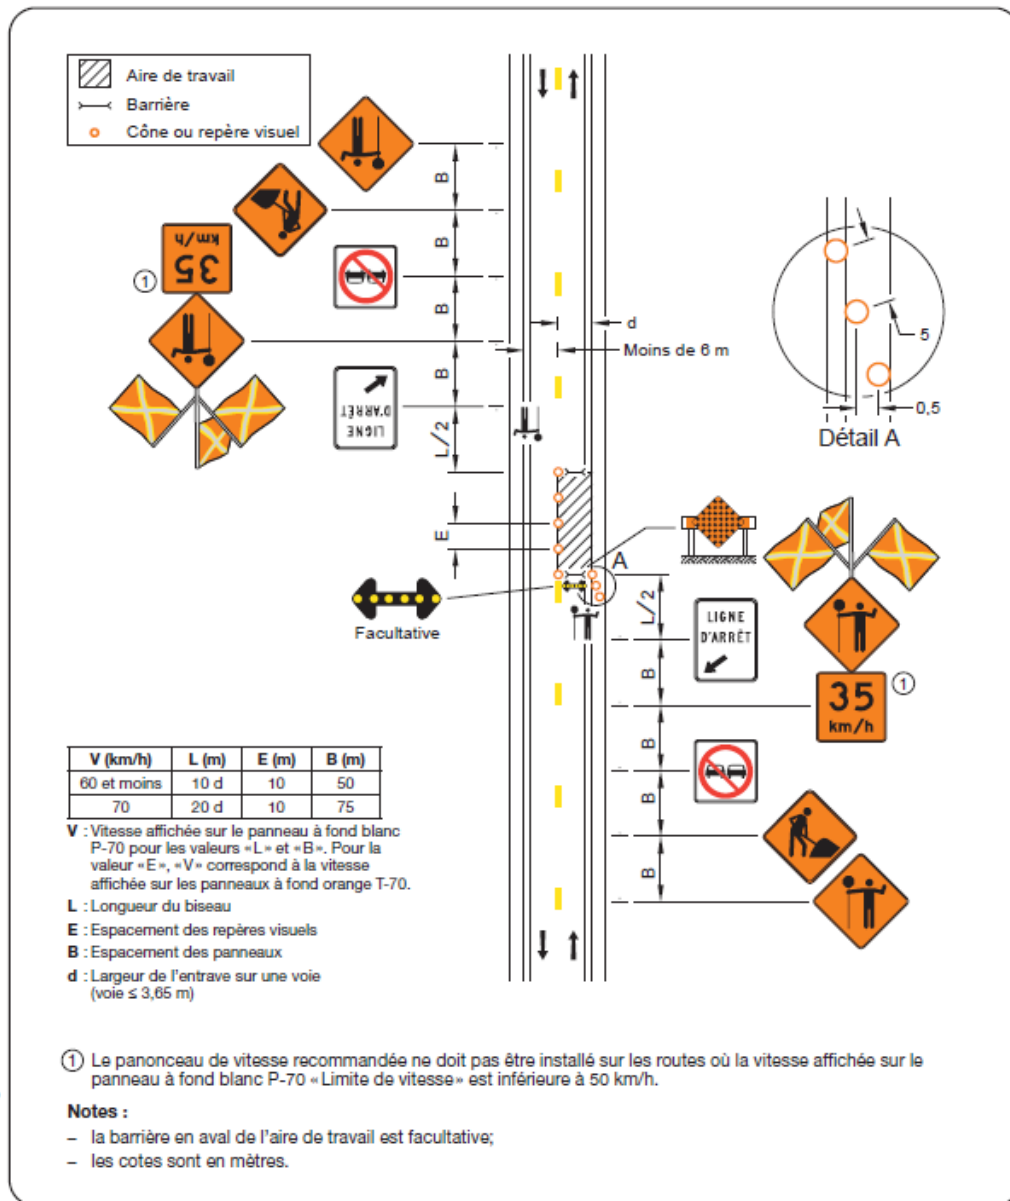 Aire de travail
Barrière
Cône ou repère visuel
B
B
35
km/h
1
B
d
Moins de 6 m
B
LIGNE
D'ARRÊT
L/2
5
0,5
Détail A
E
A
Facultative
L/2
LIGNE
D'ARRÊT
B
35
km/h
1
B
B
B
V (km/h) L (m) E (m) B (m)
60 et moins 10 d 10 50
70 20 d 10 75
V : Vitesse affichée sur le panneau à fond blanc
P-70 pour les valeurs «L» et «B». Pour la
valeur «E», «V» correspond à la vitesse
affichée sur les panneaux à fond orange T-70.
L : Longueur du biseau
E : Espacement des repères visuels
B : Espacement des panneaux
d : Largeur de l'entrave sur une voie
(voie ≤ 3,65 m)
1 Le panonceau de vitesse recommandée ne doit pas être installé sur les routes où la vitesse affichée sur le
panneau à fond blanc P-70 «Limite de vitesse» est inférieure à 50 km/h.
Notes :
– la barrière en aval de l'aire de travail est facultative;
– les cotes sont en mètres.